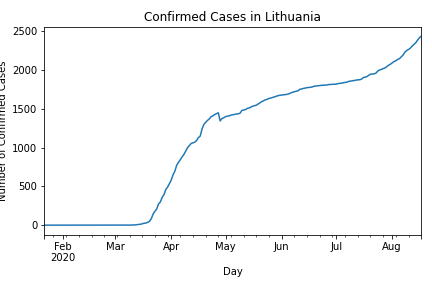 Confirmed Cases in Lithuania
Number of Confirmed Cases
2500
2000
1500
1000
500
0
Feb
2020
Mar
Apr
May
Jun
Jul
Aug
Day